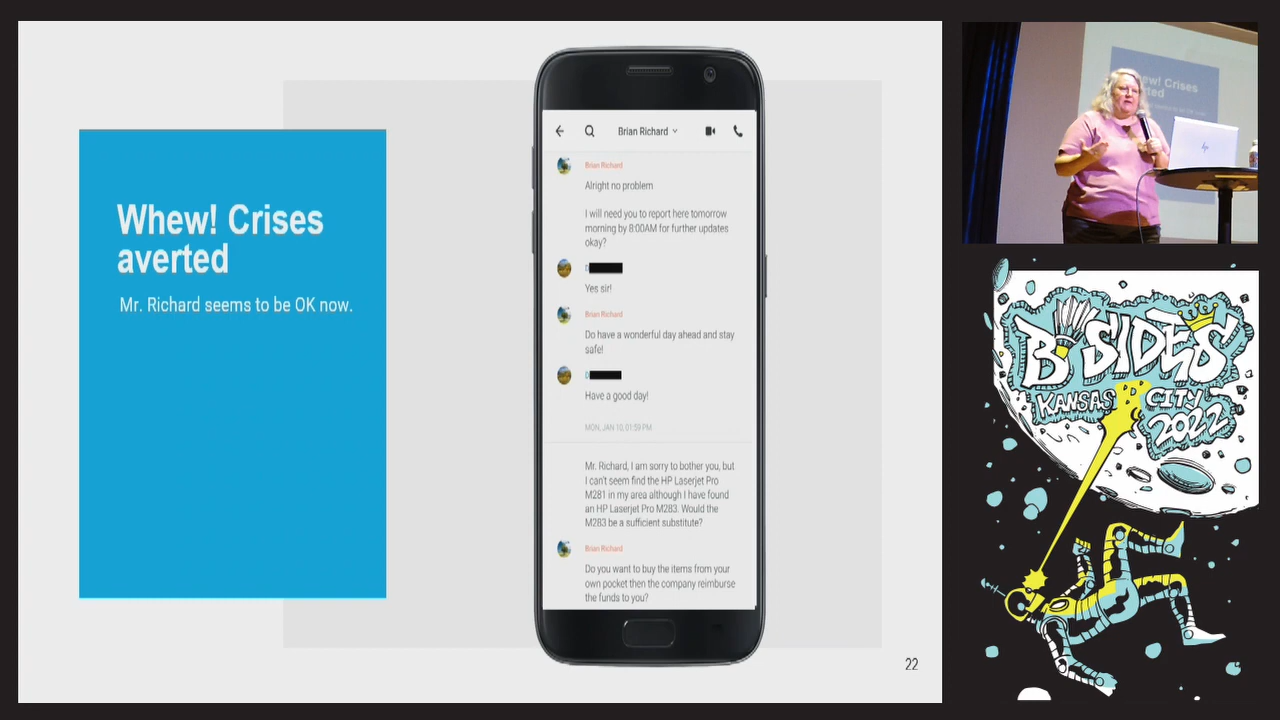 Whew! Crises
averted
Mr. Richard seems to be OK now.
Brian Richard
Brian Richard
Alright no problem
I will need you to report here tomorrow
morning by 8:00AM for further updates
okay?
Yes sir!
Brian Richard
Do have a wonderful day ahead and stay
safe!
Have a good day!
MON, JAN 10, 01:59 PM
Mr. Richard, I am sorry to bother you, but
I can't seem find the HP Laserjet Pro
M281 in my area although I have found
an HP Laserjet Pro M283. Would the
M283 be a sufficient substitute?
Brian Richard
Do you want to buy the items from your
own pocket then the company reimburse
the funds to you?
22
Crises
hp
BSIDES
KANSAS CITY
2022